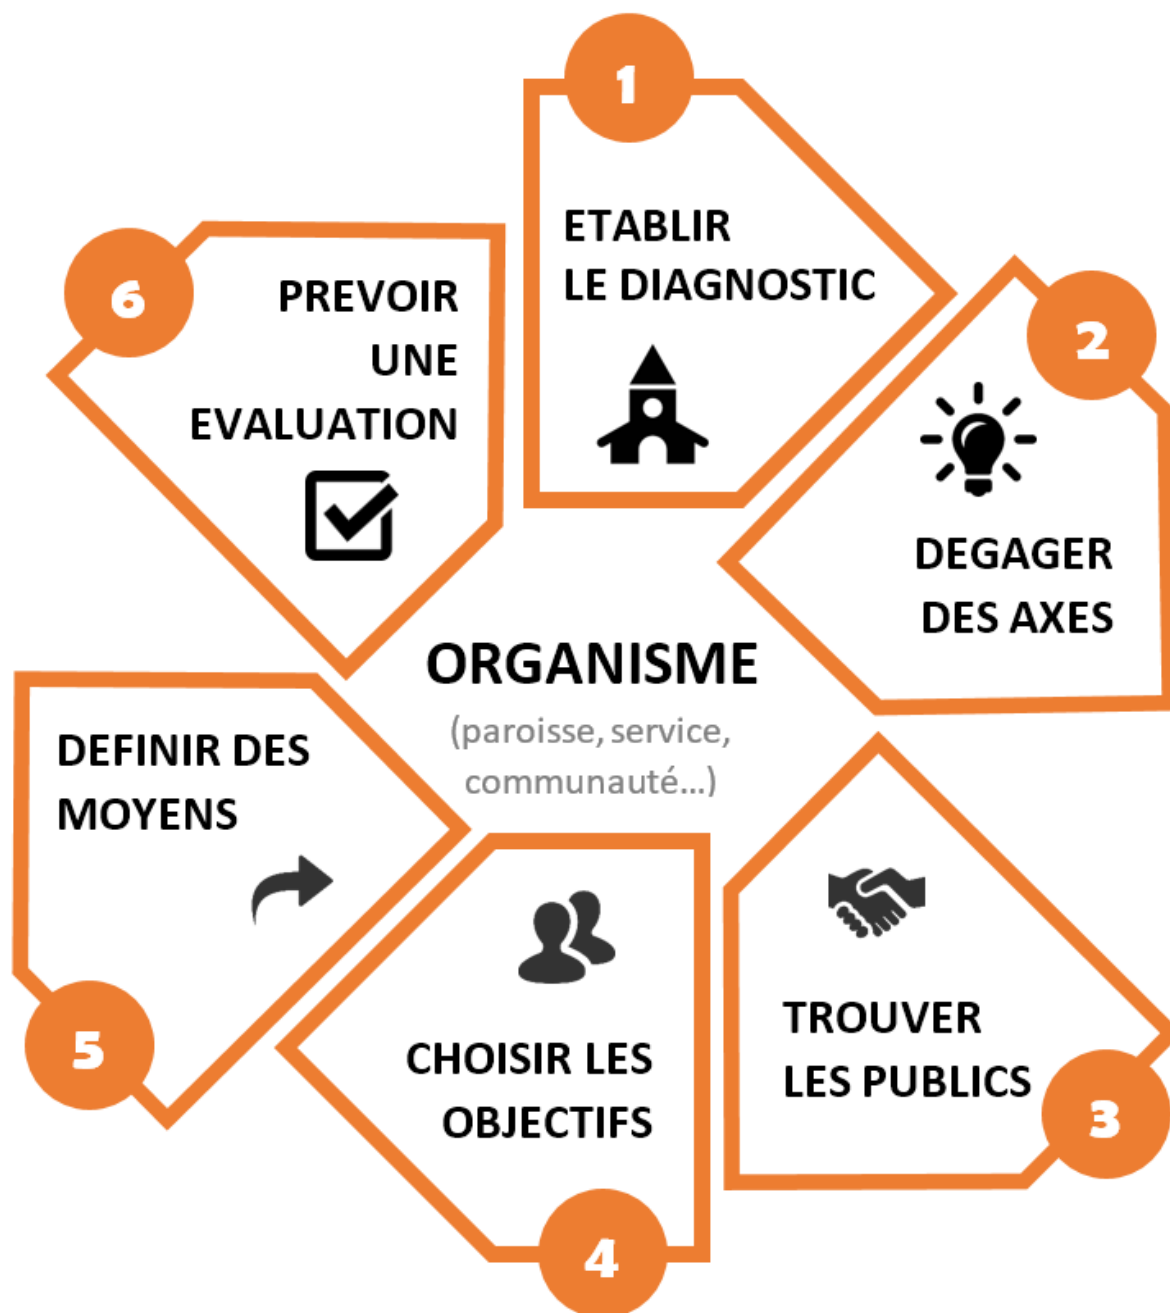 1
ETABLIR
LE DIAGNOSTIC
2
DEGAGER
DES AXES
3
TROUVER
LES PUBLICS
4
CHOISIR LES
OBJECTIFS
5
DEFINIR DES
MOYENS
6
PREVOIR
UNE
EVALUATION
ORGANISME
(paroisse, service,
communauté...)